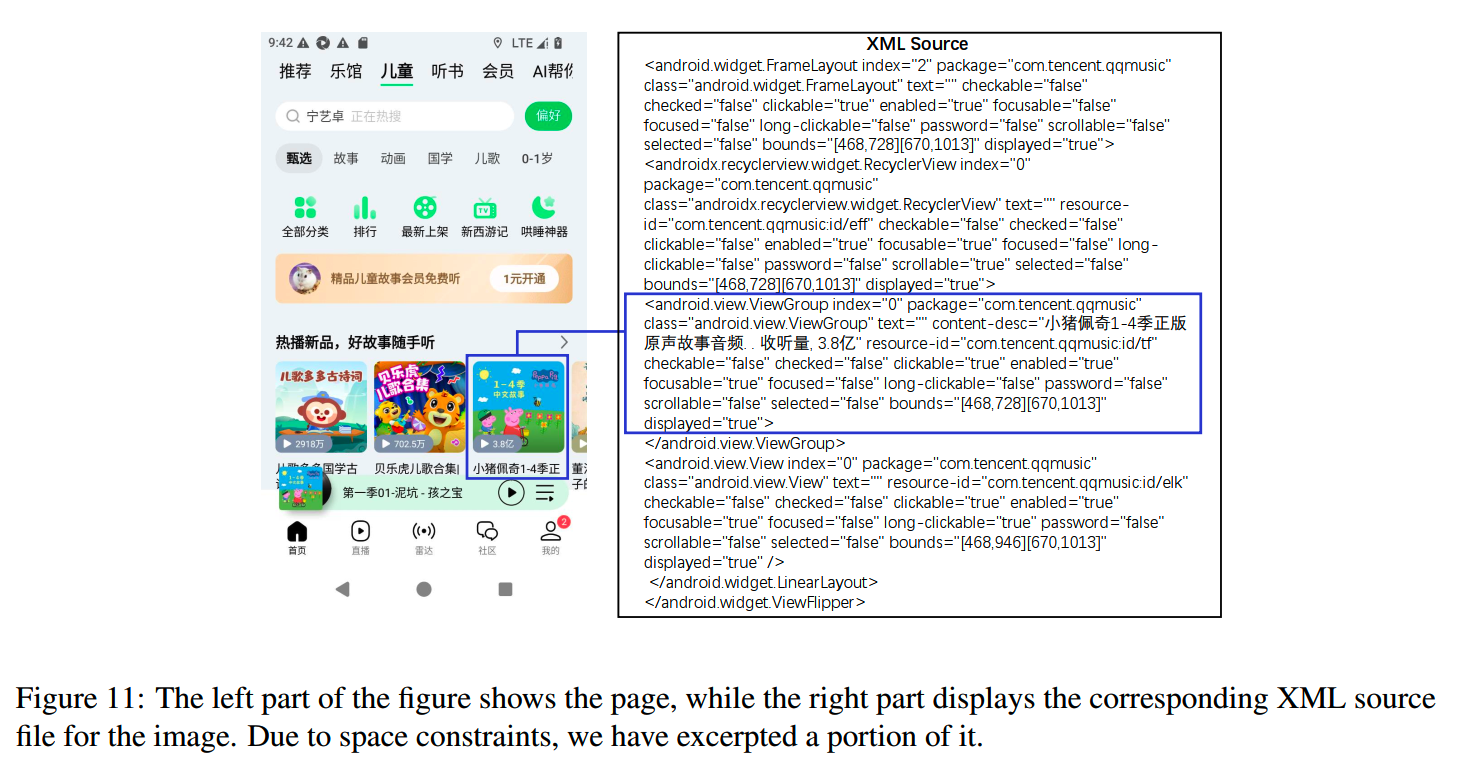 9:42 LTE
推荐 乐馆 儿童 听书 会员 AI帮你
宁艺卓 正在热搜 偏好
甄选 故事 动画 国学 儿歌 0-1岁
TV
全部分类 排行 最新上架 新西游记 哄睡神器
精品儿童故事会员免费听 1元开通
热播新品，好故事随手听
儿歌多多古诗词 贝乐虎儿歌合集 1-4季 中文故事 Peppa Pig
2918万 702.5万 3.8亿
儿歌多多国学古 贝乐虎儿歌合集| 小猪佩奇1-4季正
第一季01-泥坑 - 孩之宝
2
首页 直播 雷达 社区 我的
XML Source
<android.widget.FrameLayout index="2" package="com.tencent.qqmusic"
class="android.widget.FrameLayout" text="" checkable="false"
checked="false" clickable="true" enabled="true" focusable="false"
focused="false" long-clickable="false" password="false" scrollable="false"
selected="false" bounds="[468,728][670,1013]" displayed="true">
<androidx.recyclerview.widget.RecyclerView index="0"
package="com.tencent.qqmusic"
class="androidx.recyclerview.widget.RecyclerView" text="" resource-
id="com.tencent.qqmusic:id/eff" checkable="false" checked="false"
clickable="false" enabled="true" focusable="true" focused="false" long-
clickable="false" password="false" scrollable="true" selected="false"
bounds="[468,728][670,1013]" displayed="true">
<android.view.ViewGroup index="0" package="com.tencent.qqmusic"
class="android.view.ViewGroup" text="" content-desc="小猪佩奇1-4季正版
原声故事音频. . 收听量, 3.8亿" resource-id="com.tencent.qqmusic:id/tf"
checkable="false" checked="false" clickable="true" enabled="true"
focusable="true" focused="false" long-clickable="false" password="false"
scrollable="false" selected="false" bounds="[468,728][670,1013]"
displayed="true">
</android.view.ViewGroup>
<android.view.View index="0" package="com.tencent.qqmusic"
class="android.view.View" text="" resource-id="com.tencent.qqmusic:id/elk"
checkable="false" checked="false" clickable="true" enabled="true"
focusable="true" focused="false" long-clickable="true" password="false"
scrollable="false" selected="false" bounds="[468,946][670,1013]"
displayed="true" />
</android.widget.LinearLayout>
</android.widget.ViewFlipper>
Figure 11: The left part of the figure shows the page, while the right part displays the corresponding XML source
file for the image. Due to space constraints, we have excerpted a portion of it.